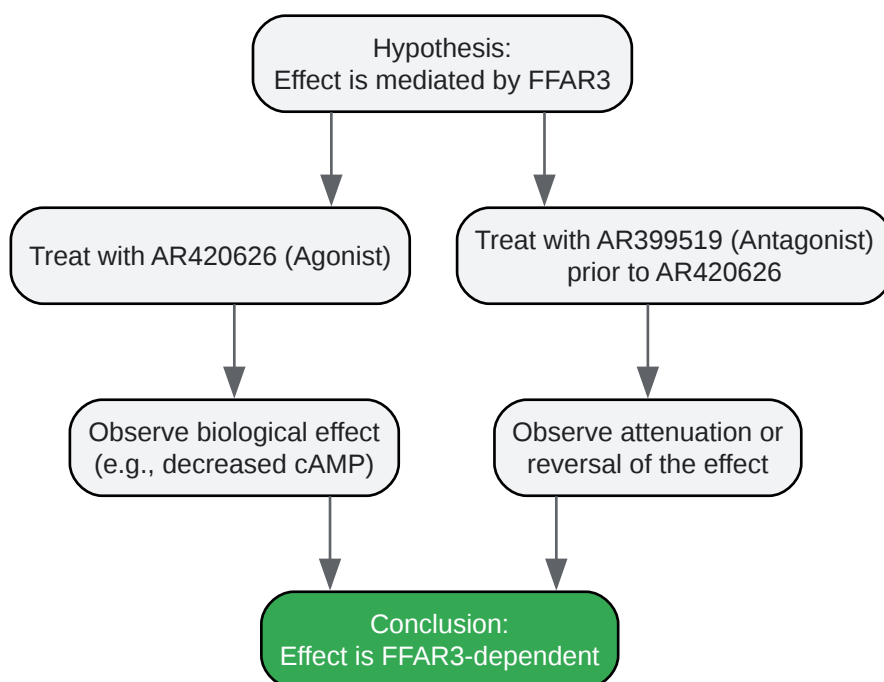 Hypothesis:
Effect is mediated by FFAR3
Treat with AR420626 (Agonist)
Treat with AR399519 (Antagonist)
prior to AR420626
Observe biological effect
(e.g., decreased cAMP)
Observe attenuation or
reversal of the effect
Conclusion:
Effect is FFAR3-dependent